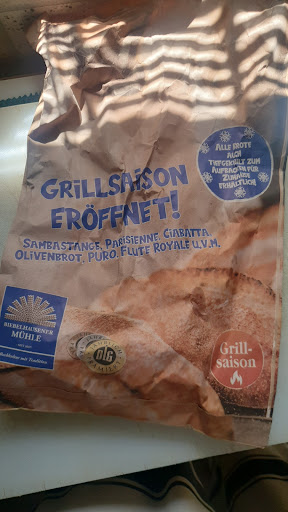 ALLE BROTE
AUCH
TIEFGEKÜHLT ZUM
AUFBACKEN FÜR
ZUHAUSE
ERHÄLTLICH!
GRILLSAISON
ERÖFFNET!
SAMBASTANGE, PARISIENNE, CIABATTA,
OLIVENBROT, PURO, FLUTE ROYALE U.V.M.
BIEBELHAUSENER
MÜHLE
DLG
Grill-
saison